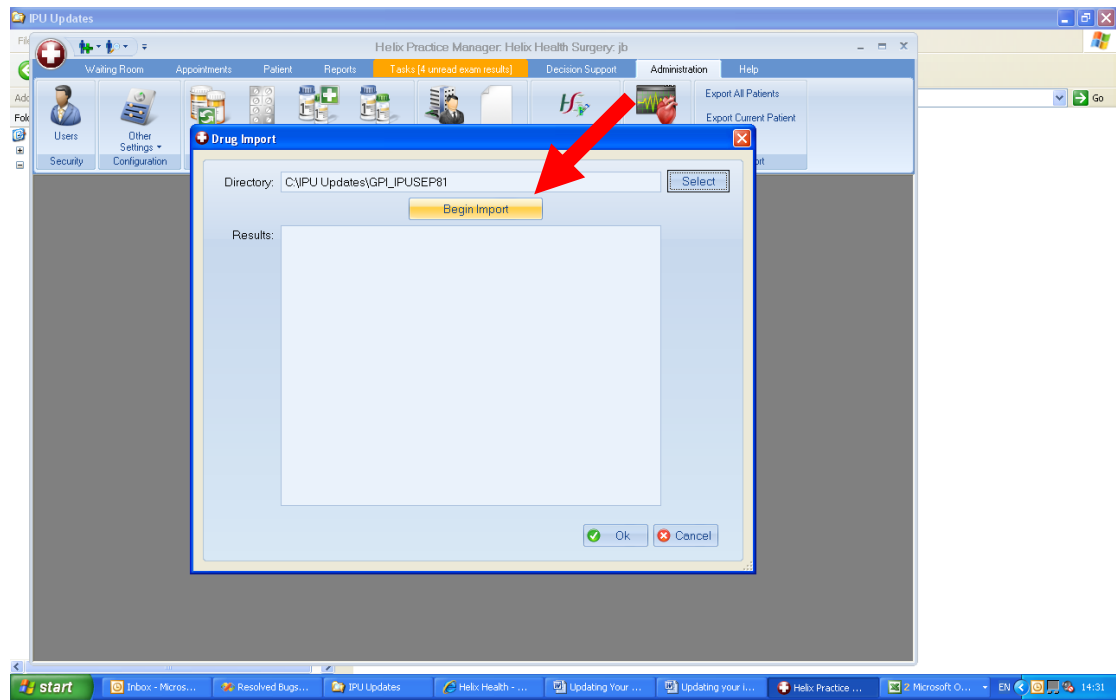 IPU Updates
Helix Practice Manager: Helix Health Surgery: jb
Waiting Room Appointments Patient Reports Tasks [4 unread exam results] Decision Support Administration Help
Go
Export All Patients
Export Current Patient
Users
Other
Settings
Security Configuration
Drug Import
Directory: C:\IPU Updates\GPI_IPUSEP81 Select
Begin Import
Results:
Ok Cancel
start Inbox - Micros... Resolved Bugs... IPU Updates Helix Health - ... Updating Your ... Updating your i... Helix Practice ... 2 Microsoft O... EN 14:31